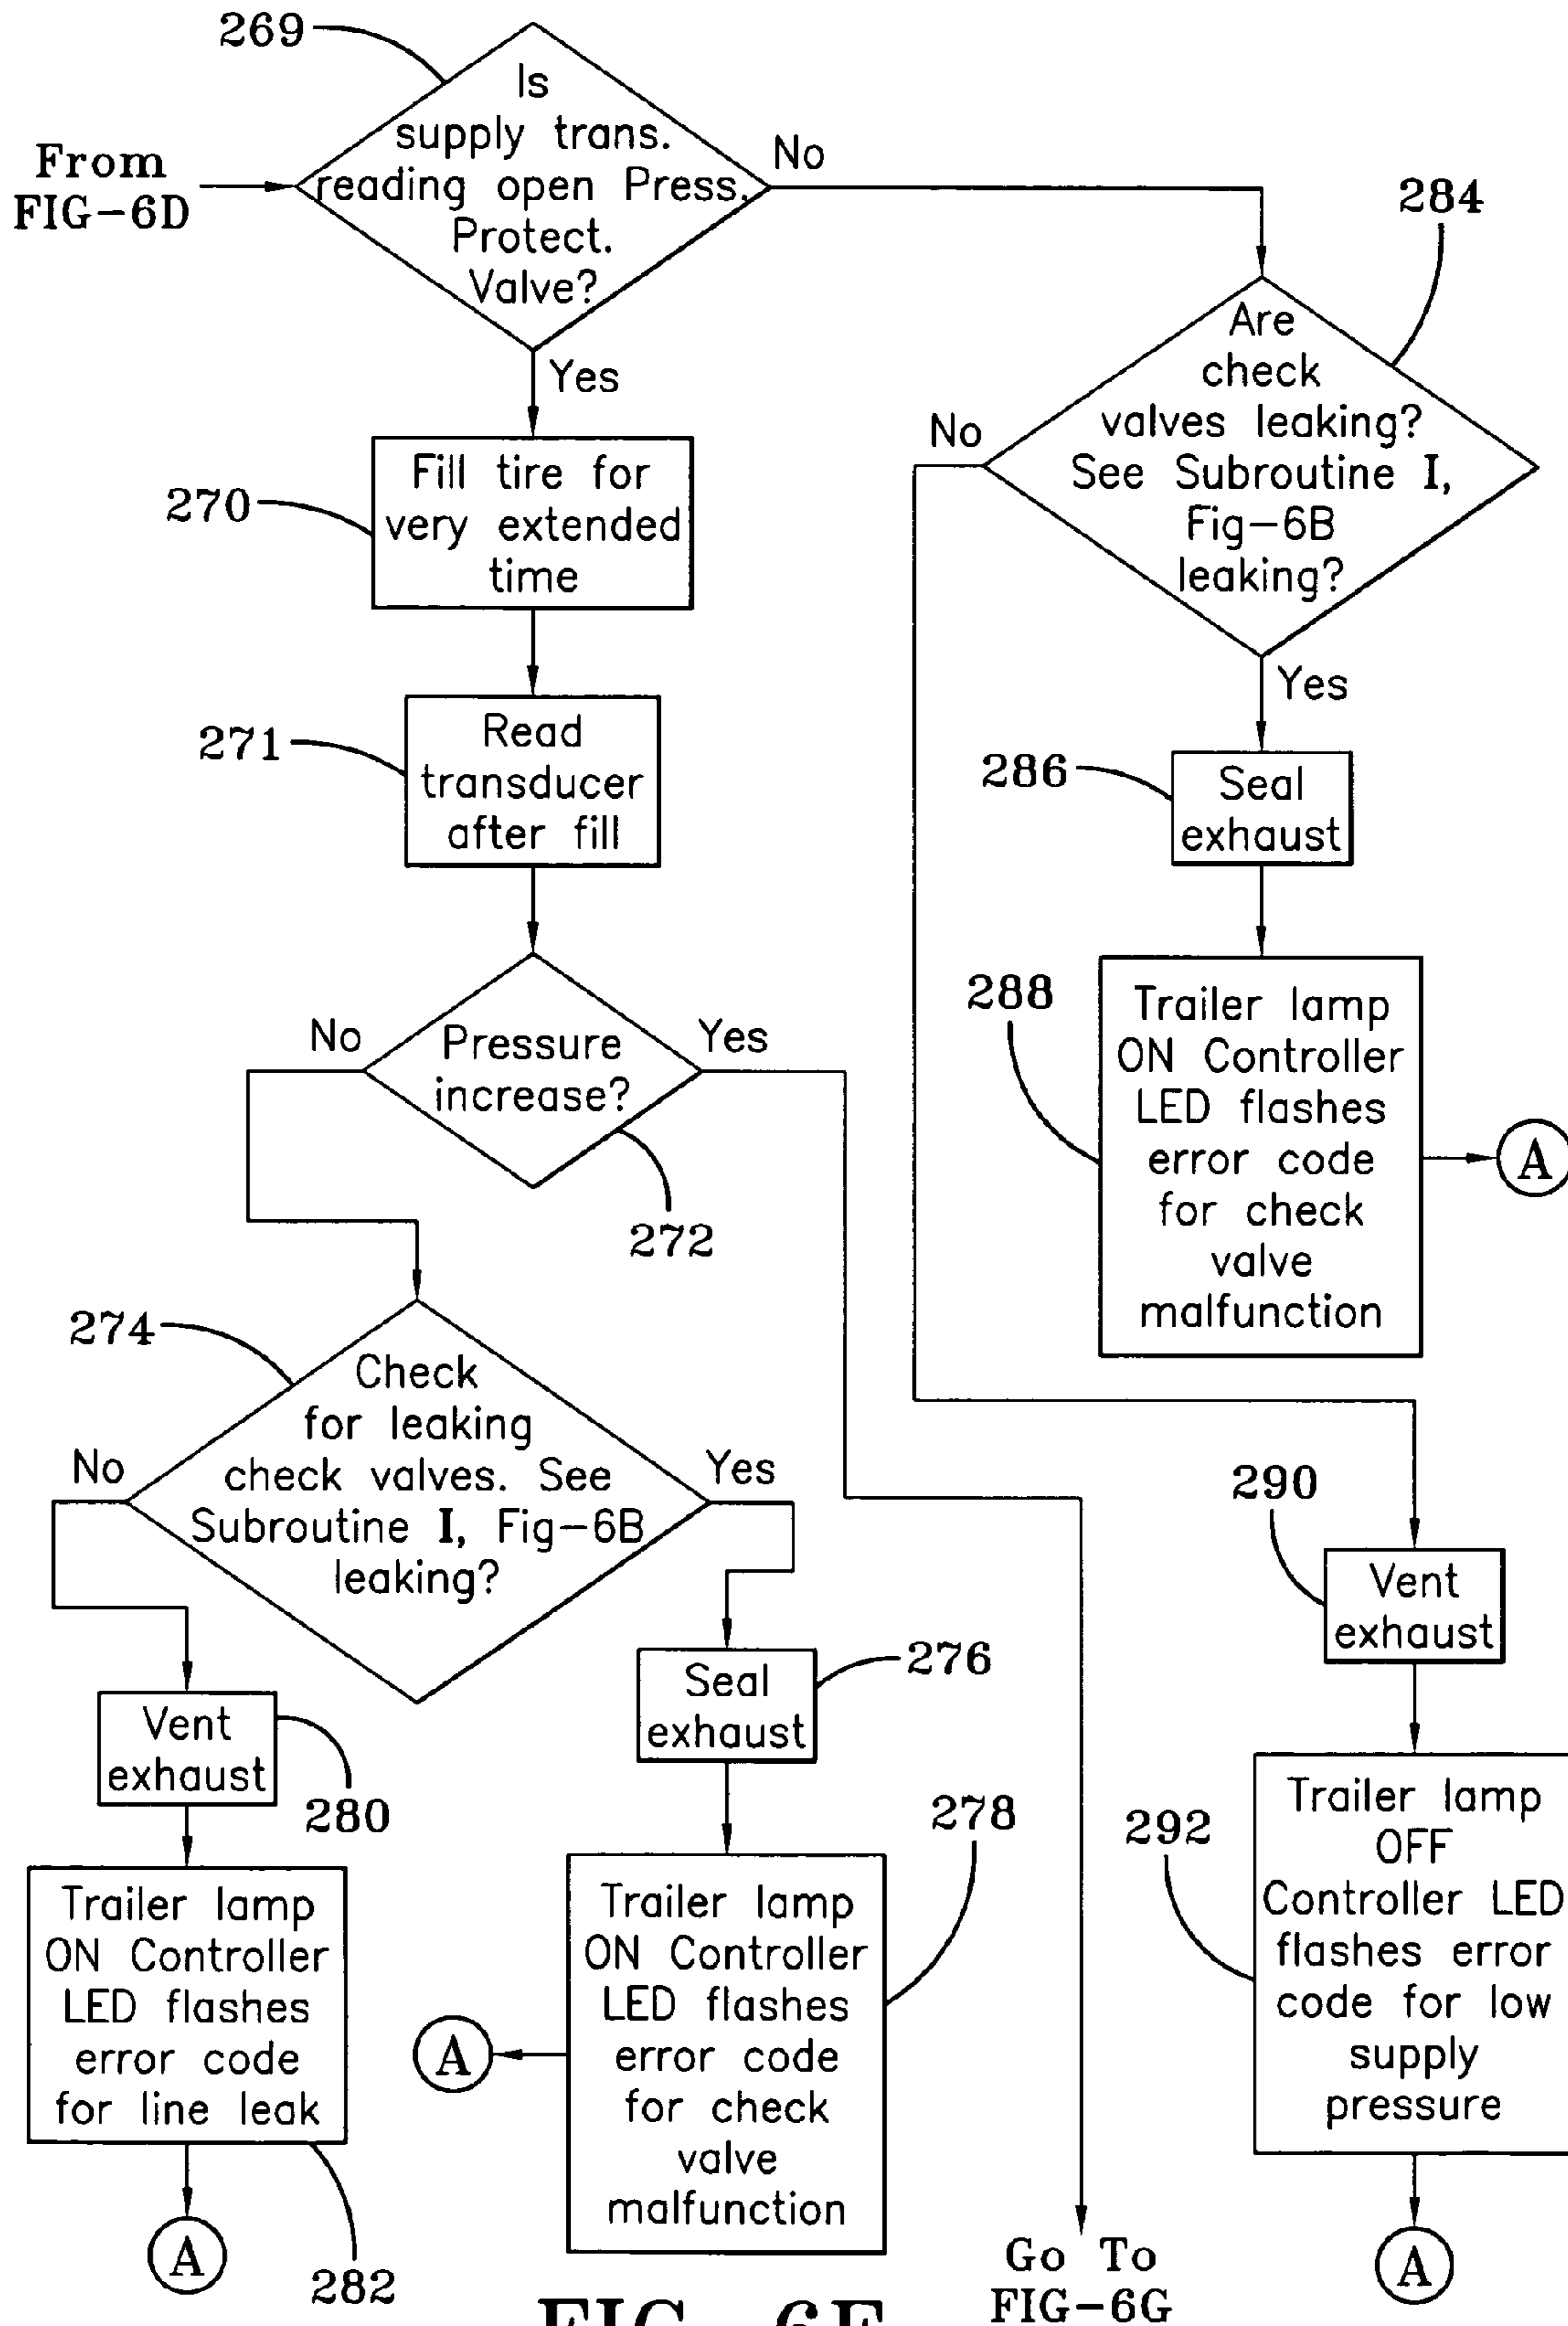 269
Is
supply trans.
reading open Press.
Protect.
Valve?
From
FIG-6D
No
Yes
284
Are
check
valves leaking?
See Subroutine I,
Fig-6B
leaking?
No
Yes
270
Fill tire for
very extended
time
271
Read
transducer
after fill
286
Seal
exhaust
288
Trailer lamp
ON Controller
LED flashes
error code
for check
valve
malfunction
A
No
Pressure
increase?
Yes
272
274
Check
for leaking
check valves. See
Subroutine I, Fig-6B
leaking?
No
Yes
290
Vent
exhaust
276
Seal
exhaust
Vent
exhaust
280
278
292
Trailer lamp
OFF
Controller LED
flashes error
code for low
supply
pressure
Trailer lamp
ON Controller
LED flashes
error code
for line leak
A
Trailer lamp
ON Controller
LED flashes
error code
for check
valve
malfunction
A
282
Go To
FIG-6G
A